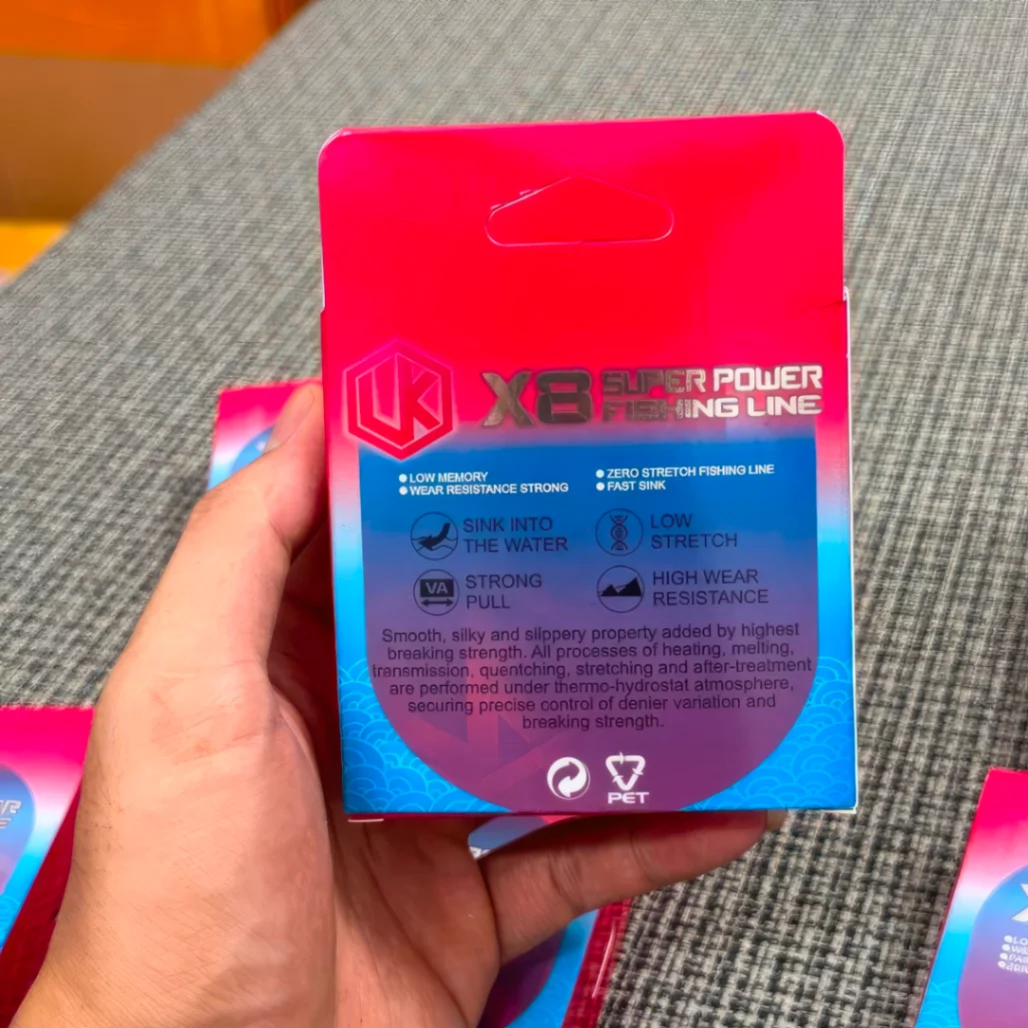 UK
X8 SUPER POWER
FISHING LINE
LOW MEMORY
WEAR RESISTANCE STRONG
ZERO STRETCH FISHING LINE
FAST SINK
SINK INTO
THE WATER
LOW
STRETCH
VA
STRONG
PULL
HIGH WEAR
RESISTANCE
Smooth, silky and slippery property added by highest
breaking strength. All processes of heating, melting,
transmission, quentching, stretching and after-treatment
are performed under thermo-hydrostat atmosphere,
securing precise control of denier variation and
breaking strength.
PET